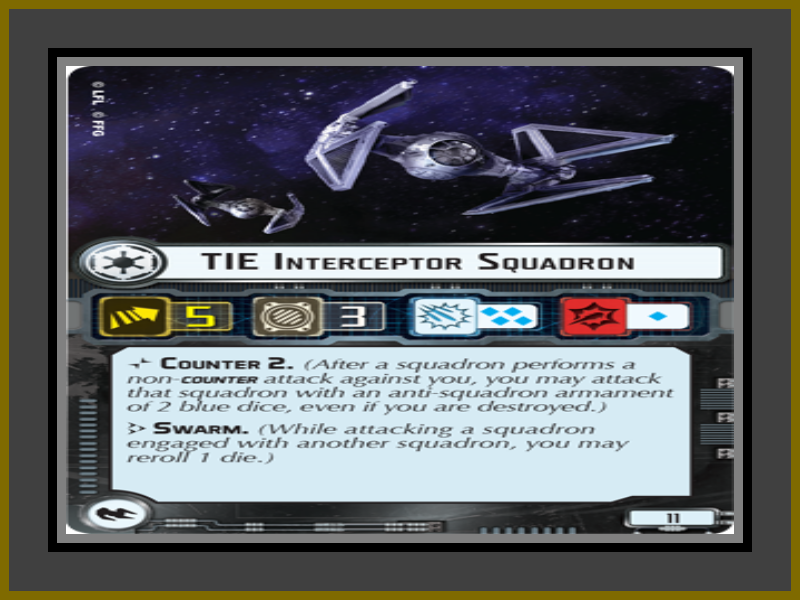 © LFL © FFG
TIE INTERCEPTOR SQUADRON
5 3
COUNTER 2. (After a squadron performs a
non-COUNTER attack against you, you may attack
that squadron with an anti-squadron armament
of 2 blue dice, even if you are destroyed.)
SWARM. (While attacking a squadron
engaged with another squadron, you may
reroll 1 die.)
11